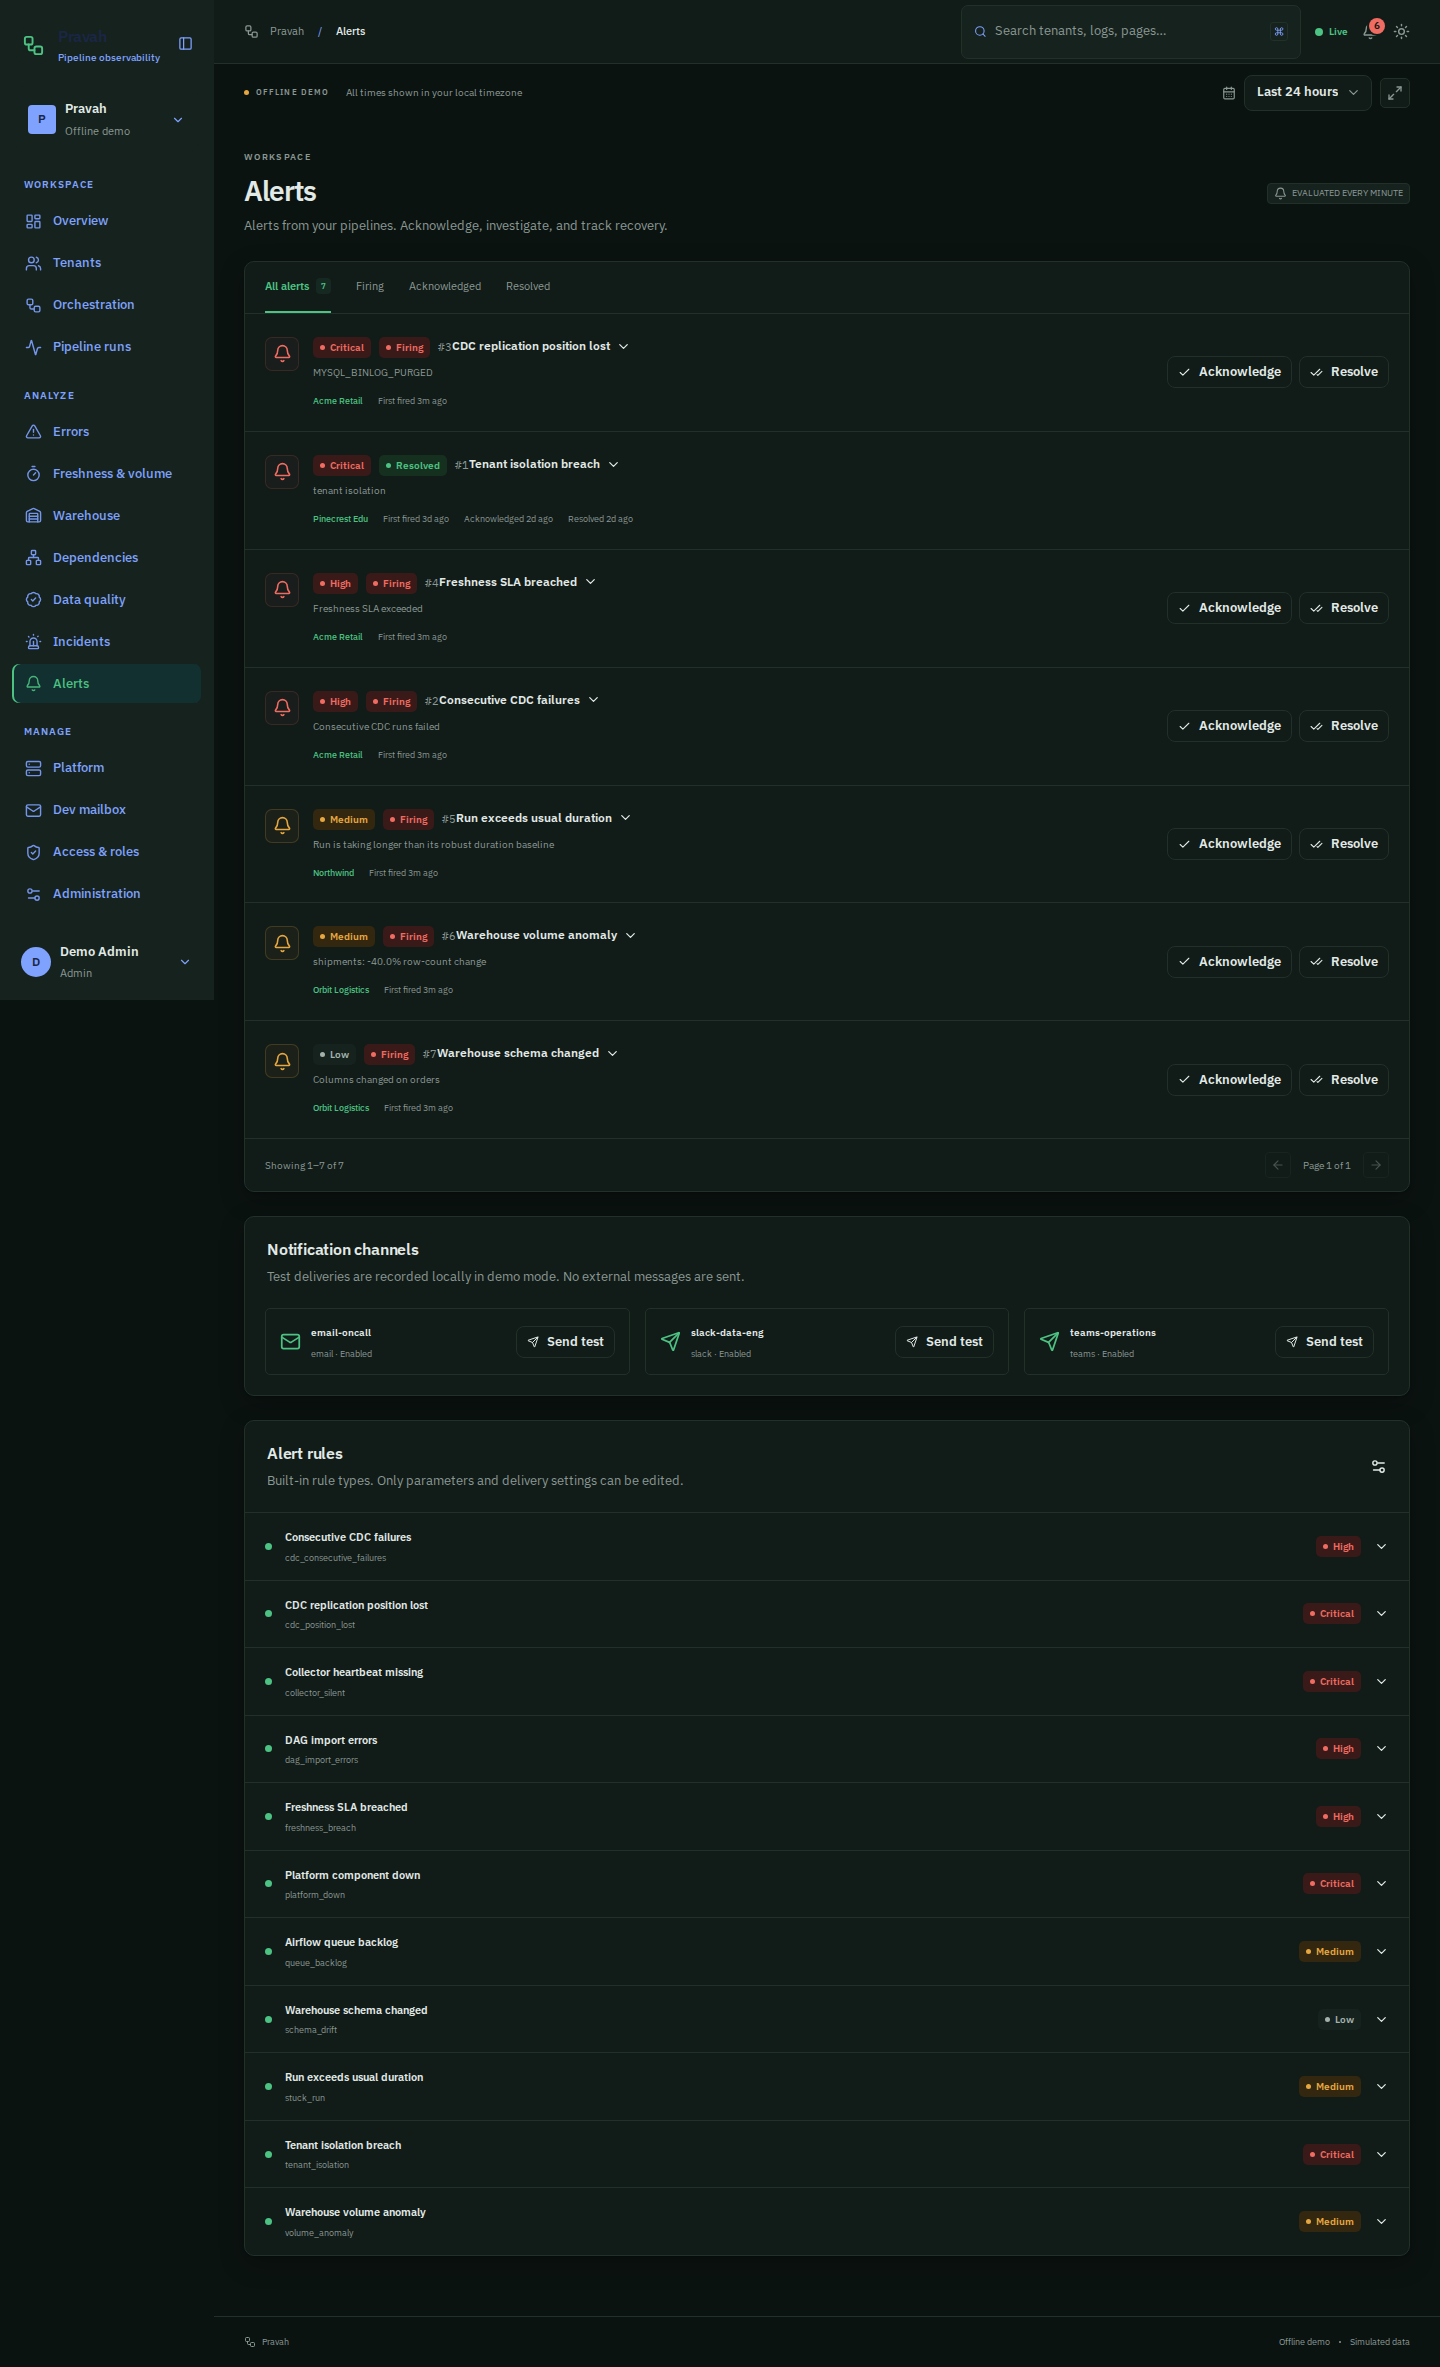 Pravah
Pipeline observability
P
Pravah
Offline demo
WORKSPACE
Overview
Tenants
Orchestration
Pipeline runs
ANALYZE
Errors
Freshness & volume
Warehouse
Dependencies
Data quality
Incidents
Alerts
MANAGE
Platform
Dev mailbox
Access & roles
Administration
D
Demo Admin
Admin
Pravah / Alerts
Search tenants, logs, pages... ⌘
Live
6
OFFLINE DEMO All times shown in your local timezone
Last 24 hours
WORKSPACE
Alerts
EVALUATED EVERY MINUTE
Alerts from your pipelines. Acknowledge, investigate, and track recovery.
All alerts 7 Firing Acknowledged Resolved
Critical Firing #3CDC replication position lost
MYSQL_BINLOG_PURGED
Acme Retail First fired 3m ago
Acknowledge Resolve
Critical Resolved #1Tenant isolation breach
tenant isolation
Pinecrest Edu First fired 3d ago Acknowledged 2d ago Resolved 2d ago
High Firing #4Freshness SLA breached
Freshness SLA exceeded
Acme Retail First fired 3m ago
Acknowledge Resolve
High Firing #2Consecutive CDC failures
Consecutive CDC runs failed
Acme Retail First fired 3m ago
Acknowledge Resolve
Medium Firing #5Run exceeds usual duration
Run is taking longer than its robust duration baseline
Northwind First fired 3m ago
Acknowledge Resolve
Medium Firing #6Warehouse volume anomaly
shipments: -40.0% row-count change
Orbit Logistics First fired 3m ago
Acknowledge Resolve
Low Firing #7Warehouse schema changed
Columns changed on orders
Orbit Logistics First fired 3m ago
Acknowledge Resolve
Showing 1–7 of 7
Page 1 of 1
Notification channels
Test deliveries are recorded locally in demo mode. No external messages are sent.
email-oncall
email · Enabled
Send test
slack-data-eng
slack · Enabled
Send test
teams-operations
teams · Enabled
Send test
Alert rules
Built-in rule types. Only parameters and delivery settings can be edited.
Consecutive CDC failures
cdc_consecutive_failures
High
CDC replication position lost
cdc_position_lost
Critical
Collector heartbeat missing
collector_silent
Critical
DAG import errors
dag_import_errors
High
Freshness SLA breached
freshness_breach
High
Platform component down
platform_down
Critical
Airflow queue backlog
queue_backlog
Medium
Warehouse schema changed
schema_drift
Low
Run exceeds usual duration
stuck_run
Medium
Tenant isolation breach
tenant_isolation
Critical
Warehouse volume anomaly
volume_anomaly
Medium
Pravah
Offline demo • Simulated data